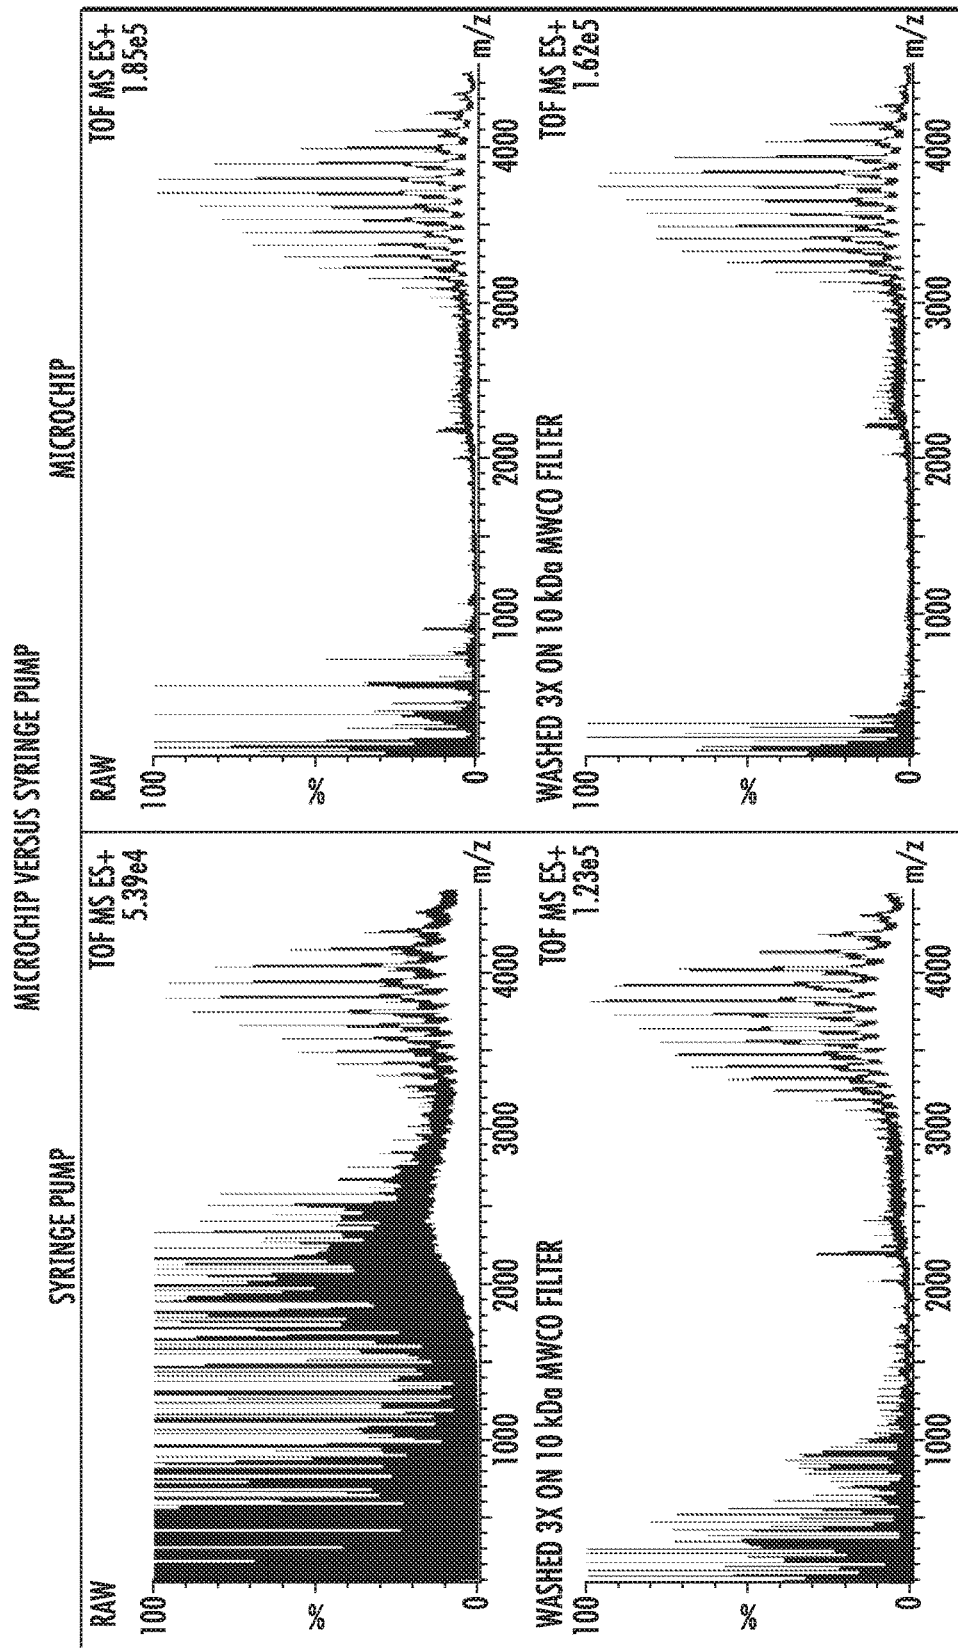 MICROCHIP VERSUS SYRINGE PUMP
SYRINGE PUMP
MICROCHIP
RAW
TOF MS ES+
5.39e4
100
%
0
1000
2000
3000
4000
m/z
RAW
TOF MS ES+
1.85e5
100
%
0
1000
2000
3000
4000
m/z
WASHED 3X ON 10 kDa MWCO FILTER
TOF MS ES+
1.23e5
100
%
0
1000
2000
3000
4000
m/z
WASHED 3X ON 10 kDa MWCO FILTER
TOF MS ES+
1.62e5
100
%
0
1000
2000
3000
4000
m/z